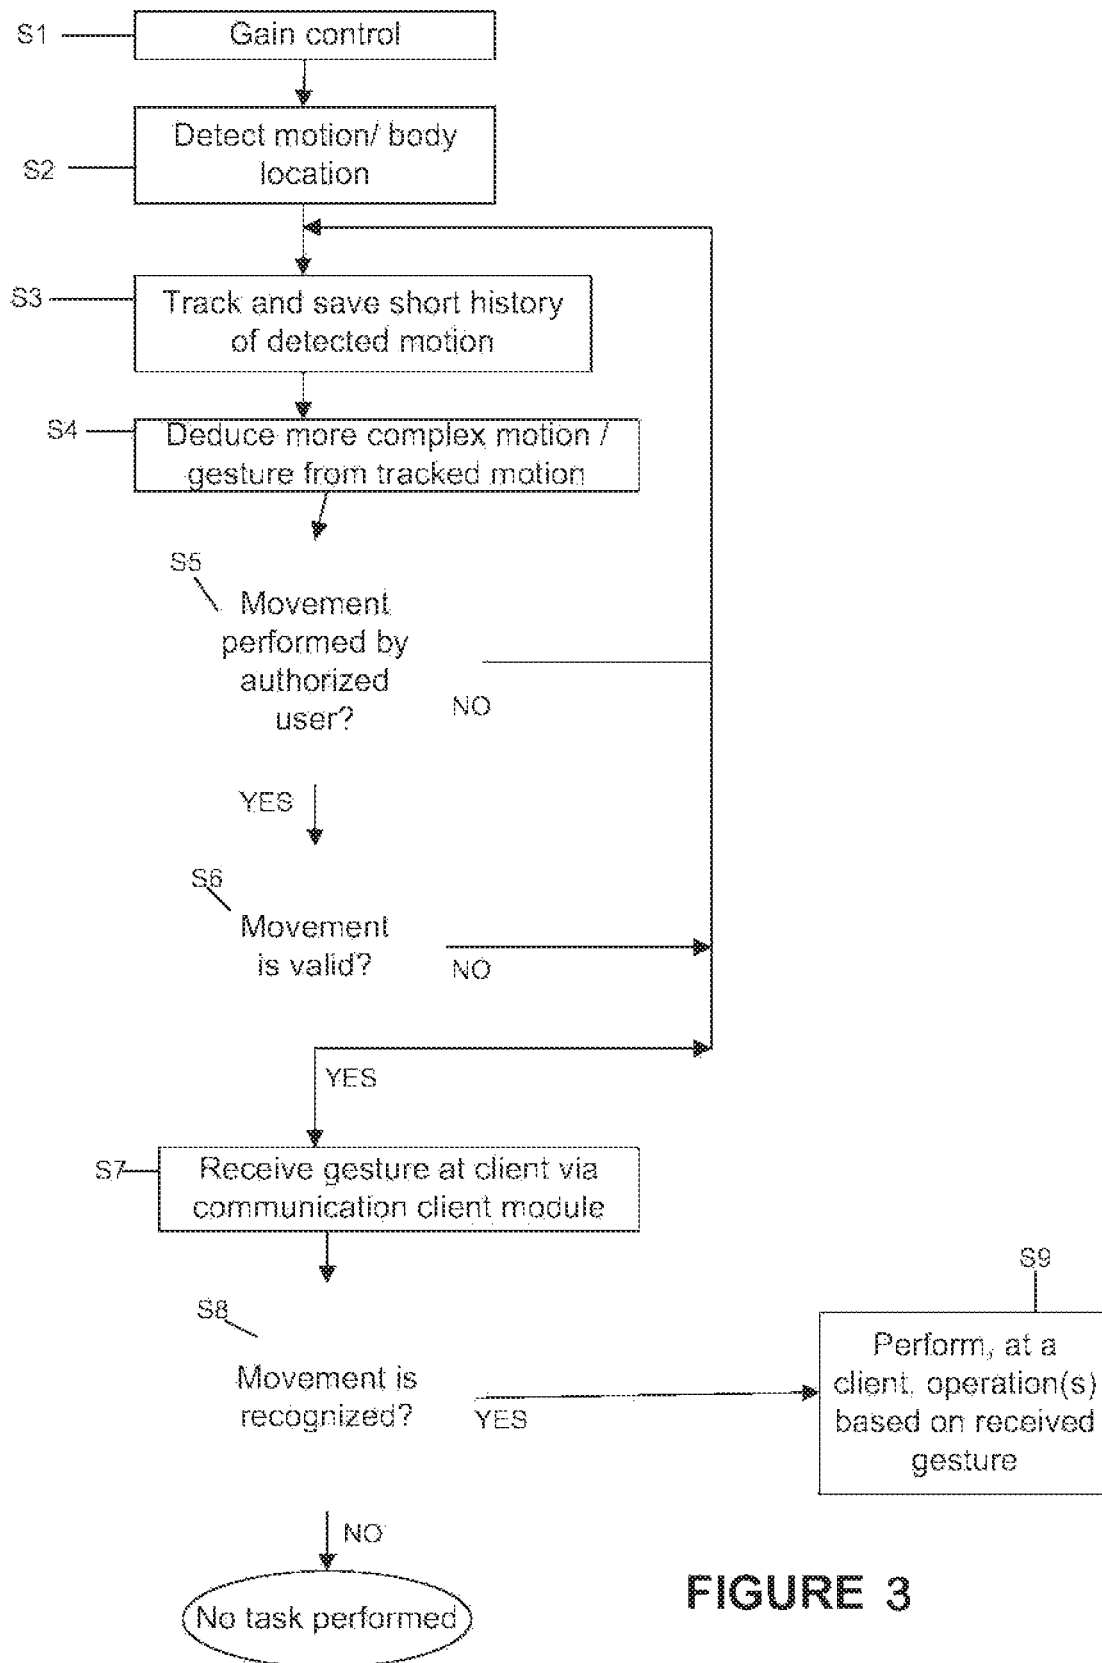 S1
Gain control
S2
Detect motion/ body
location
S3
Track and save short history
of detected motion
S4
Deduce more complex motion /
gesture from tracked motion
S5
Movement
performed by
authorized
user?
NO
YES
S6
Movement
is valid?
NO
YES
S7
Receive gesture at client via
communication client module
S8
Movement is
recognized?
YES
S9
Perform, at a
client, operation(s)
based on received
gesture
NO
No task performed
FIGURE 3